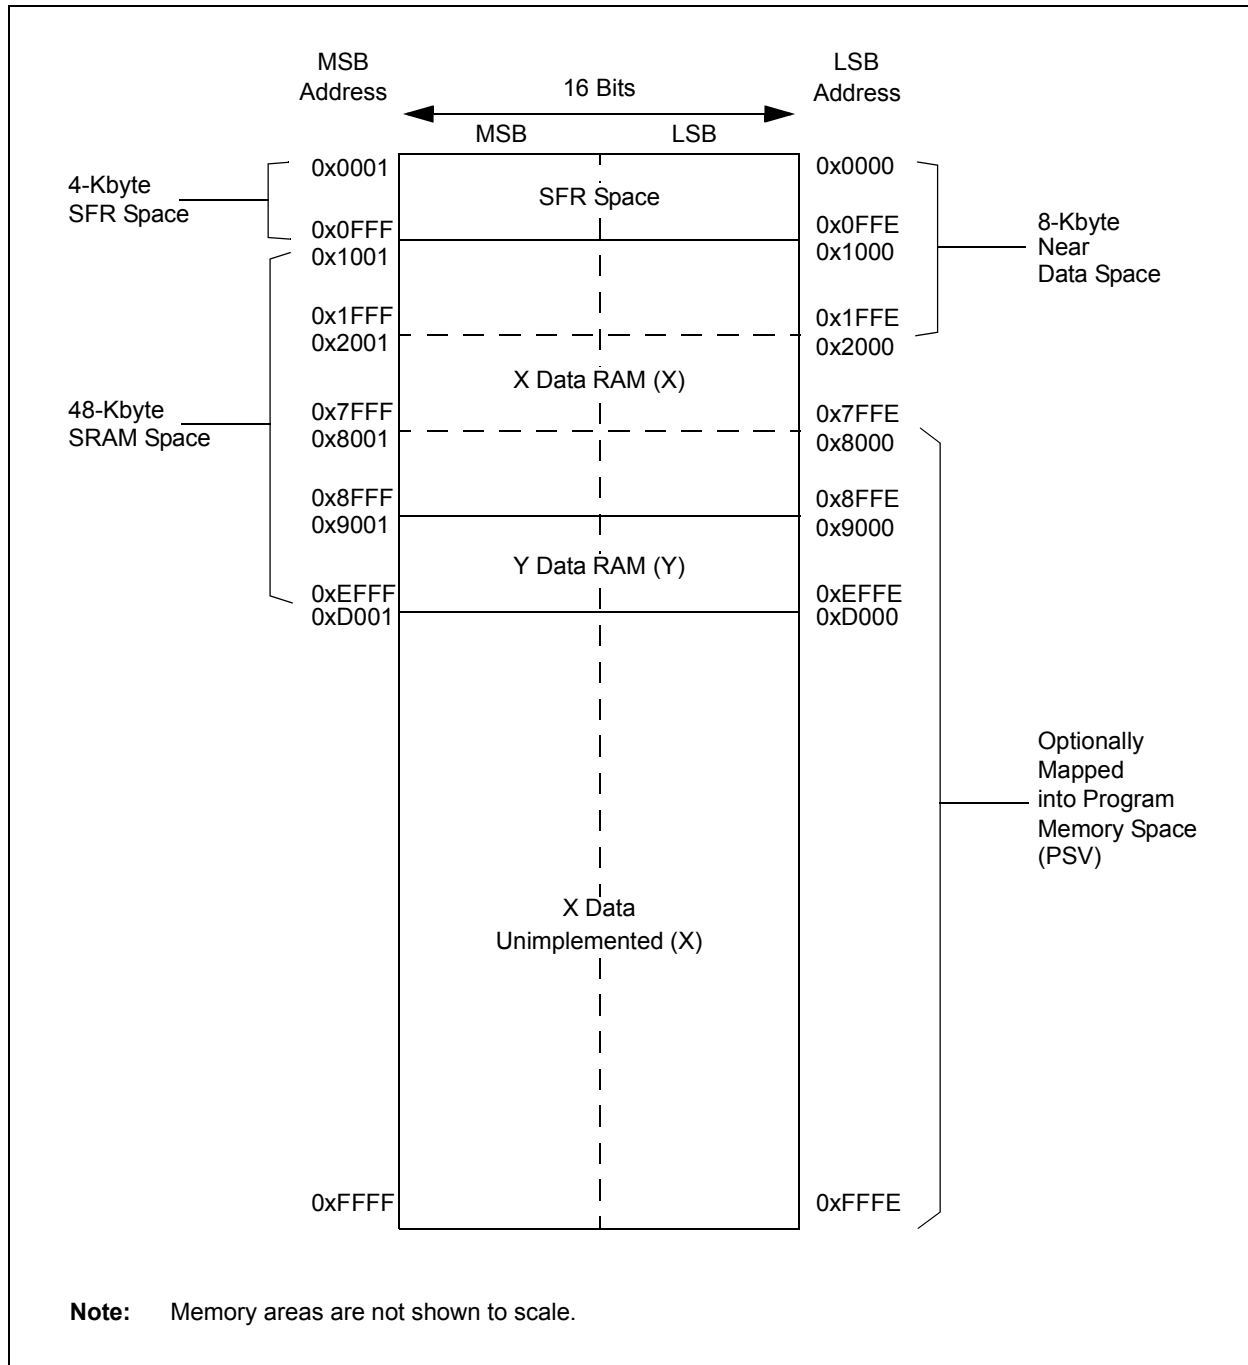 MSB
Address
16 Bits
LSB
Address
MSB
LSB
4-Kbyte
SFR Space
0x0001
0x0FFF
0x1001
SFR Space
0x0000
0x0FFE
0x1000
8-Kbyte
Near
Data Space
0x1FFF
0x2001
0x1FFE
0x2000
48-Kbyte
SRAM Space
X Data RAM (X)
0x7FFF
0x8001
0x7FFE
0x8000
0x8FFF
0x9001
0x8FFE
0x9000
Y Data RAM (Y)
0xEFFF
0xD001
0xEFFE
0xD000
Optionally
Mapped
into Program
Memory Space
(PSV)
X Data
Unimplemented (X)
0xFFFF
0xFFFE
Note: Memory areas are not shown to scale.